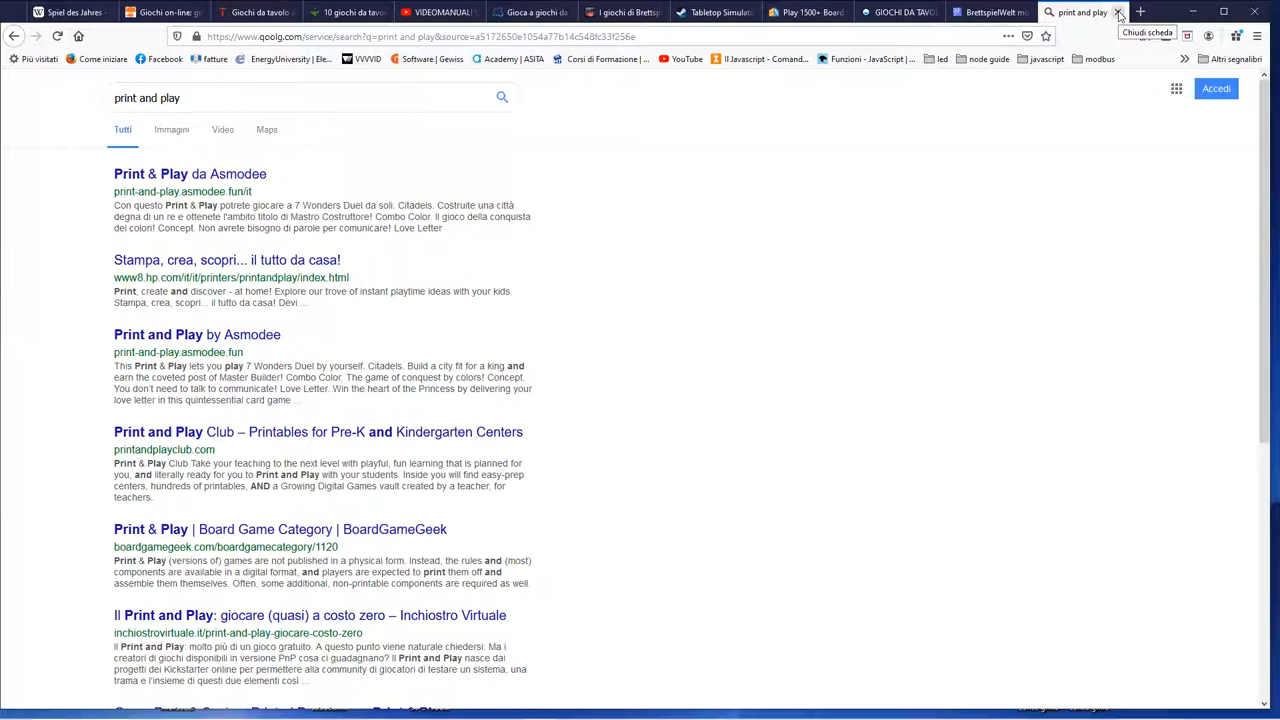 Spiel des Jahres -
Giochi on-line: gi
Giochi da tavolo
10 giochi da tavo
VIDEOMANUALI
Gioca a giochi da
I giochi di Brettsp
Tabletop Simulato
Play 1500+ Board
GIOCHI DA TAVO
BrettspielWelt mo
print and play
Chiudi scheda
https://www.qoolg.com/service/search?q=print and play&source=a5172650e1054a77b14c548fc33f256e
Più visitati
Come iniziare
Facebook
fatture
EnergyUniversity | Ele...
VVVVID
Software | Gewiss
Academy | ASITA
Corsi di Formazione | ...
YouTube
Il Javascript - Comand...
Funzioni - JavaScript | ...
led
node guide
javascript
modbus
Altri segnalibri
print and play
Accedi
Tutti
Immagini
Video
Maps
Print & Play da Asmodee
print-and-play.asmodee.fun/it
Con questo Print & Play potrete giocare a 7 Wonders Duel da soli. Citadels. Costruite una città
degna di un re e ottenete l'ambito titolo di Mastro Costruttore! Combo Color. Il gioco della conquista
dei colori! Concept. Non avrete bisogno di parole per comunicare! Love Letter
Stampa, crea, scopri... il tutto da casa!
www8.hp.com/it/it/printers/printandplay/index.html
Print, create and discover - at home! Explore our trove of instant playtime ideas with your kids.
Stampa, crea, scopri... il tutto da casa! Devi ...
Print and Play by Asmodee
print-and-play.asmodee.fun
This Print & Play lets you play 7 Wonders Duel by yourself. Citadels. Build a city fit for a king and
earn the coveted post of Master Builder! Combo Color. The game of conquest by colors! Concept.
You don't need to talk to communicate! Love Letter. Win the heart of the Princess by delivering your
love letter in this quintessential card game ...
Print and Play Club – Printables for Pre-K and Kindergarten Centers
printandplayclub.com
Print & Play Club Take your teaching to the next level with playful, fun learning that is planned for
you, and literally ready for you to Print and Play with your students. Inside you will find easy-prep
centers, hundreds of printables, AND a Growing Digital Games vault created by a teacher, for
teachers.
Print & Play | Board Game Category | BoardGameGeek
boardgamegeek.com/boardgamecategory/1120
Print & Play (versions of) games are not published in a physical form. Instead, the rules and (most)
components are available in a digital format, and players are expected to print them off and
assemble them themselves. Often, some additional, non-printable components are required as well.
Il Print and Play: giocare (quasi) a costo zero – Inchiostro Virtuale
inchiostrovirtuale.it/print-and-play-giocare-costo-zero
Il Print and Play: molto più di un gioco gratuito. A questo punto viene naturale chiedersi: Ma i
creatori di giochi disponibili in versione PnP cosa ci guadagnano? Il Print and Play nasce dai
progetti dei Kickstarter online per permettere alla community di giocatori di testare un sistema, una
trama e l'insieme di questi due elementi così ...